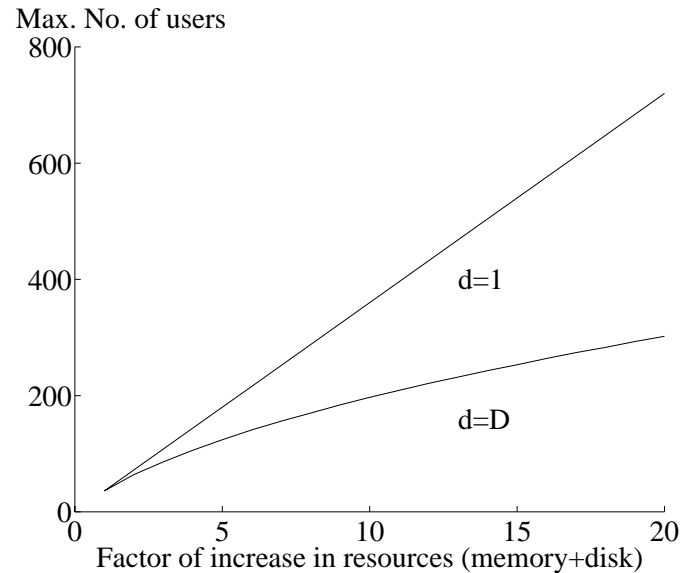 Max. No. of users
800
600
400
200
0
d=1
d=D
0 5 10 15 20
Factor of increase in resources (memory+disk)